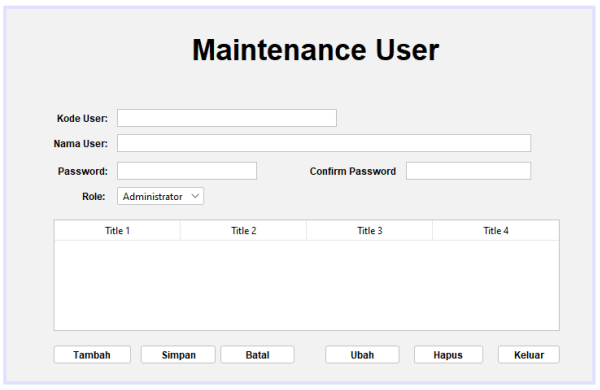 Maintenance User
Kode User:
Nama User:
Password: Confirm Password
Role: Administrator
Title 1 Title 2 Title 3 Title 4
Tambah Simpan Batal Ubah Hapus Keluar